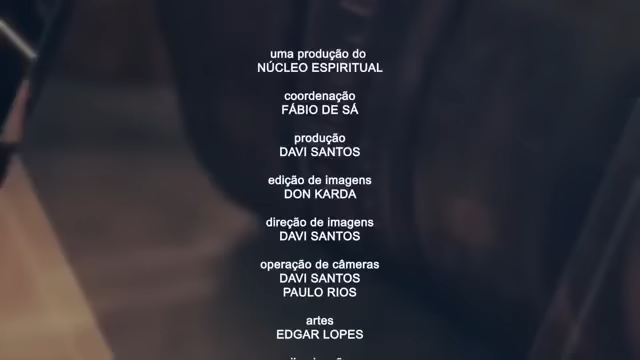 uma produção do
NÚCLEO ESPIRITUAL
coordenação
FÁBIO DE SÁ
produção
DAVI SANTOS
edição de imagens
DON KARDA
direção de imagens
DAVI SANTOS
operação de câmeras
DAVI SANTOS
PAULO RIOS
artes
EDGAR LOPES